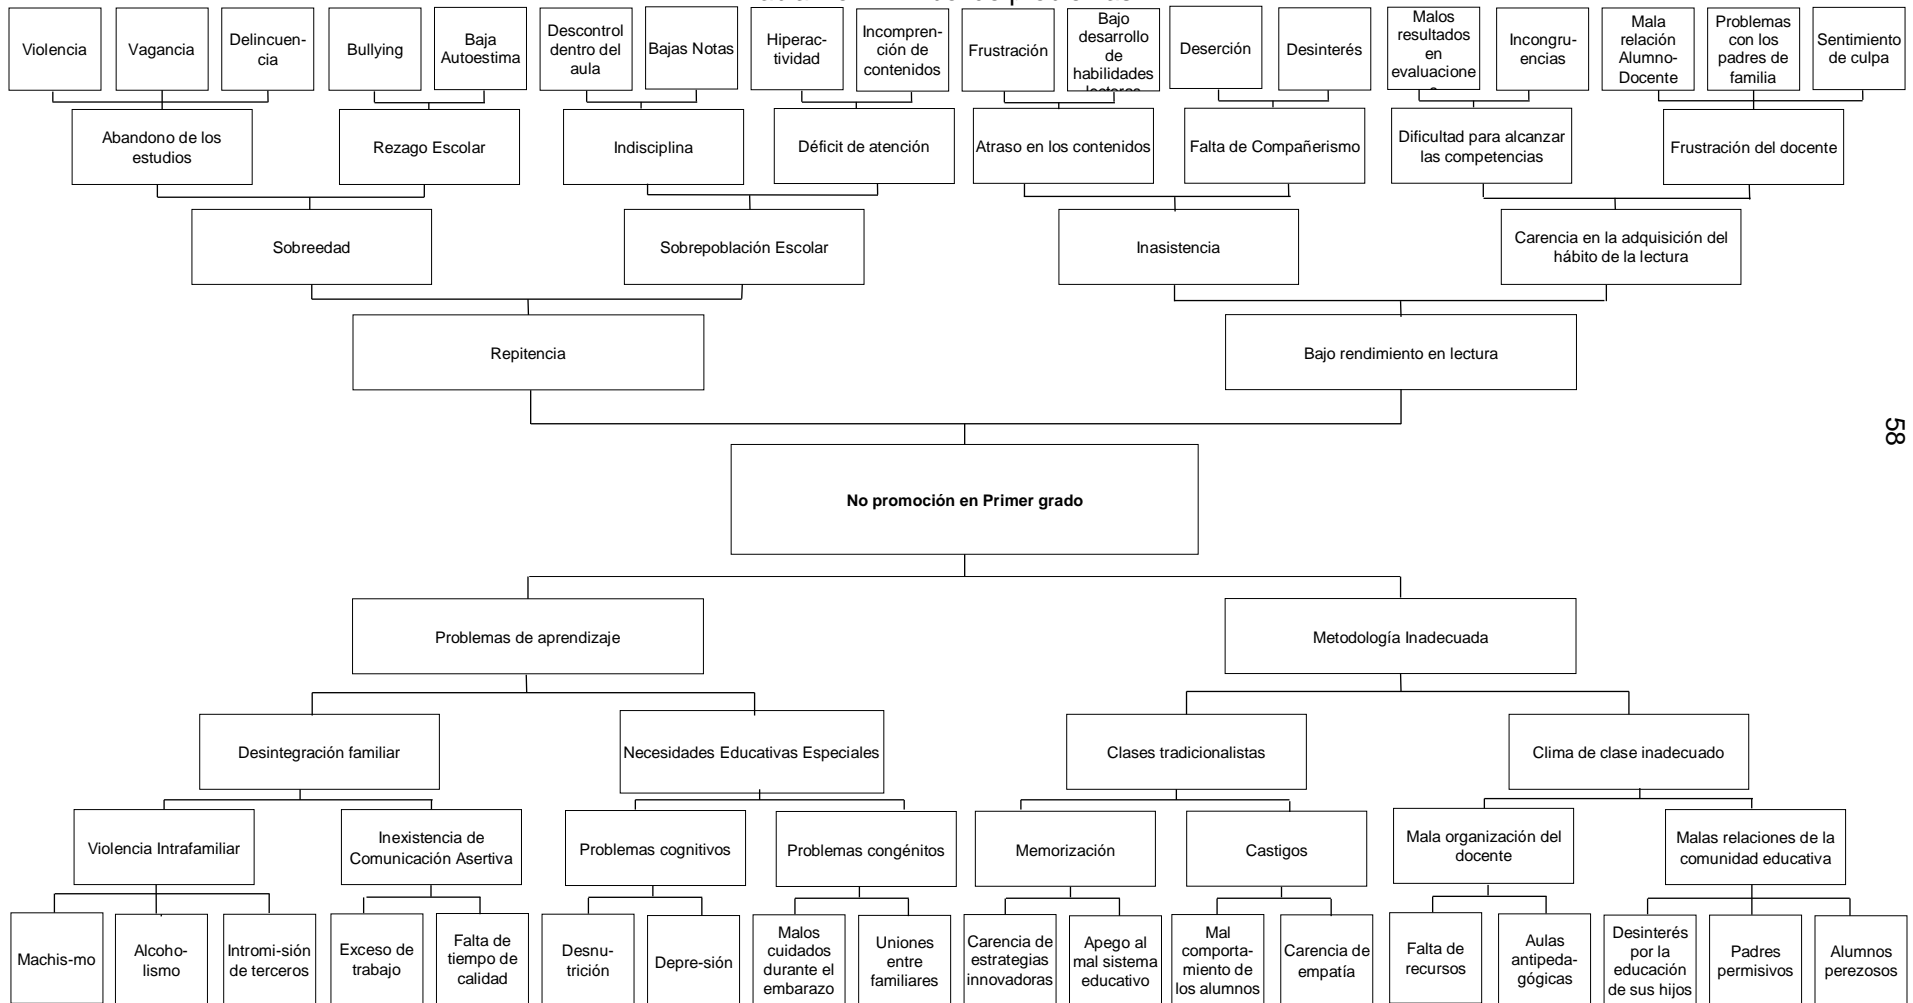 Violencia
Vagancia
Delincuen-
cia
Bullying
Baja
Autoestima
Descontrol
dentro del
aula
Bajas Notas
Hiperac-
tividad
Incompren-
ción de
contenidos
Frustración
Bajo
desarrollo
de
habilidades
lectoras
Deserción
Desinterés
Malos
resultados
en
evaluacione
Incongru-
encias
Mala
relación
Alumno-
Docente
Problemas
con los
padres de
familia
Sentimiento
de culpa
Abandono de los
estudios
Rezago Escolar
Indisciplina
Déficit de atención
Atraso en los contenidos
Falta de Compañerismo
Dificultad para alcanzar
las competencias
Frustración del docente
Sobreedad
Sobrepoblación Escolar
Inasistencia
Carencia en la adquisición del
hábito de la lectura
Repitencia
Bajo rendimiento en lectura
58
No promoción en Primer grado
Problemas de aprendizaje
Metodología Inadecuada
Desintegración familiar
Necesidades Educativas Especiales
Clases tradicionalistas
Clima de clase inadecuado
Violencia Intrafamiliar
Inexistencia de
Comunicación Asertiva
Problemas cognitivos
Problemas congénitos
Memorización
Castigos
Mala organización del
docente
Malas relaciones de la
comunidad educativa
Machis-mo
Alcoho-
lismo
Intromi-sión
de terceros
Exceso de
trabajo
Falta de
tiempo de
calidad
Desnu-
trición
Depre-sión
Malos
cuidados
durante el
embarazo
Uniones
entre
familiares
Carencia de
estrategias
innovadoras
Apego al
mal sistema
educativo
Mal
comporta-
miento de
los alumnos
Carencia de
empatía
Falta de
recursos
Aulas
antipeda-
gógicas
Desinterés
por la
educación
de sus hijos
Padres
permisivos
Alumnos
perezosos